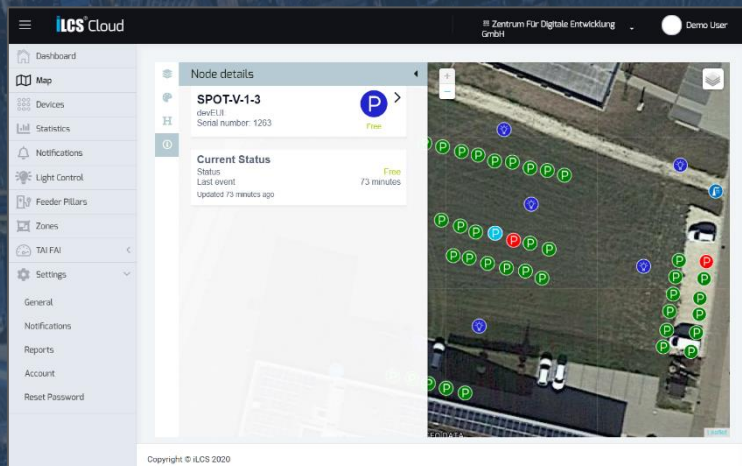 iLCS Cloud
Zentrum Für Digitale Entwicklung
GmbH
Demo User
Dashboard
Map
Devices
Statistics
Notifications
Light Control
Feeder Pillars
Zones
TAI FAI
Settings
General
Notifications
Reports
Account
Reset Password
Node details
H
SPOT-V-1-3
devEUI
Serial number: 1263
P
Free
Current Status
Status Free
Last event 73 minutes
Updated 73 minutes ago
+
−
P P P P P P P P P
P P P P P P P P
P P P P P P P
P P P
P P
P P
P P
P P
P P
Leaflet
Copyright © iLCS 2020